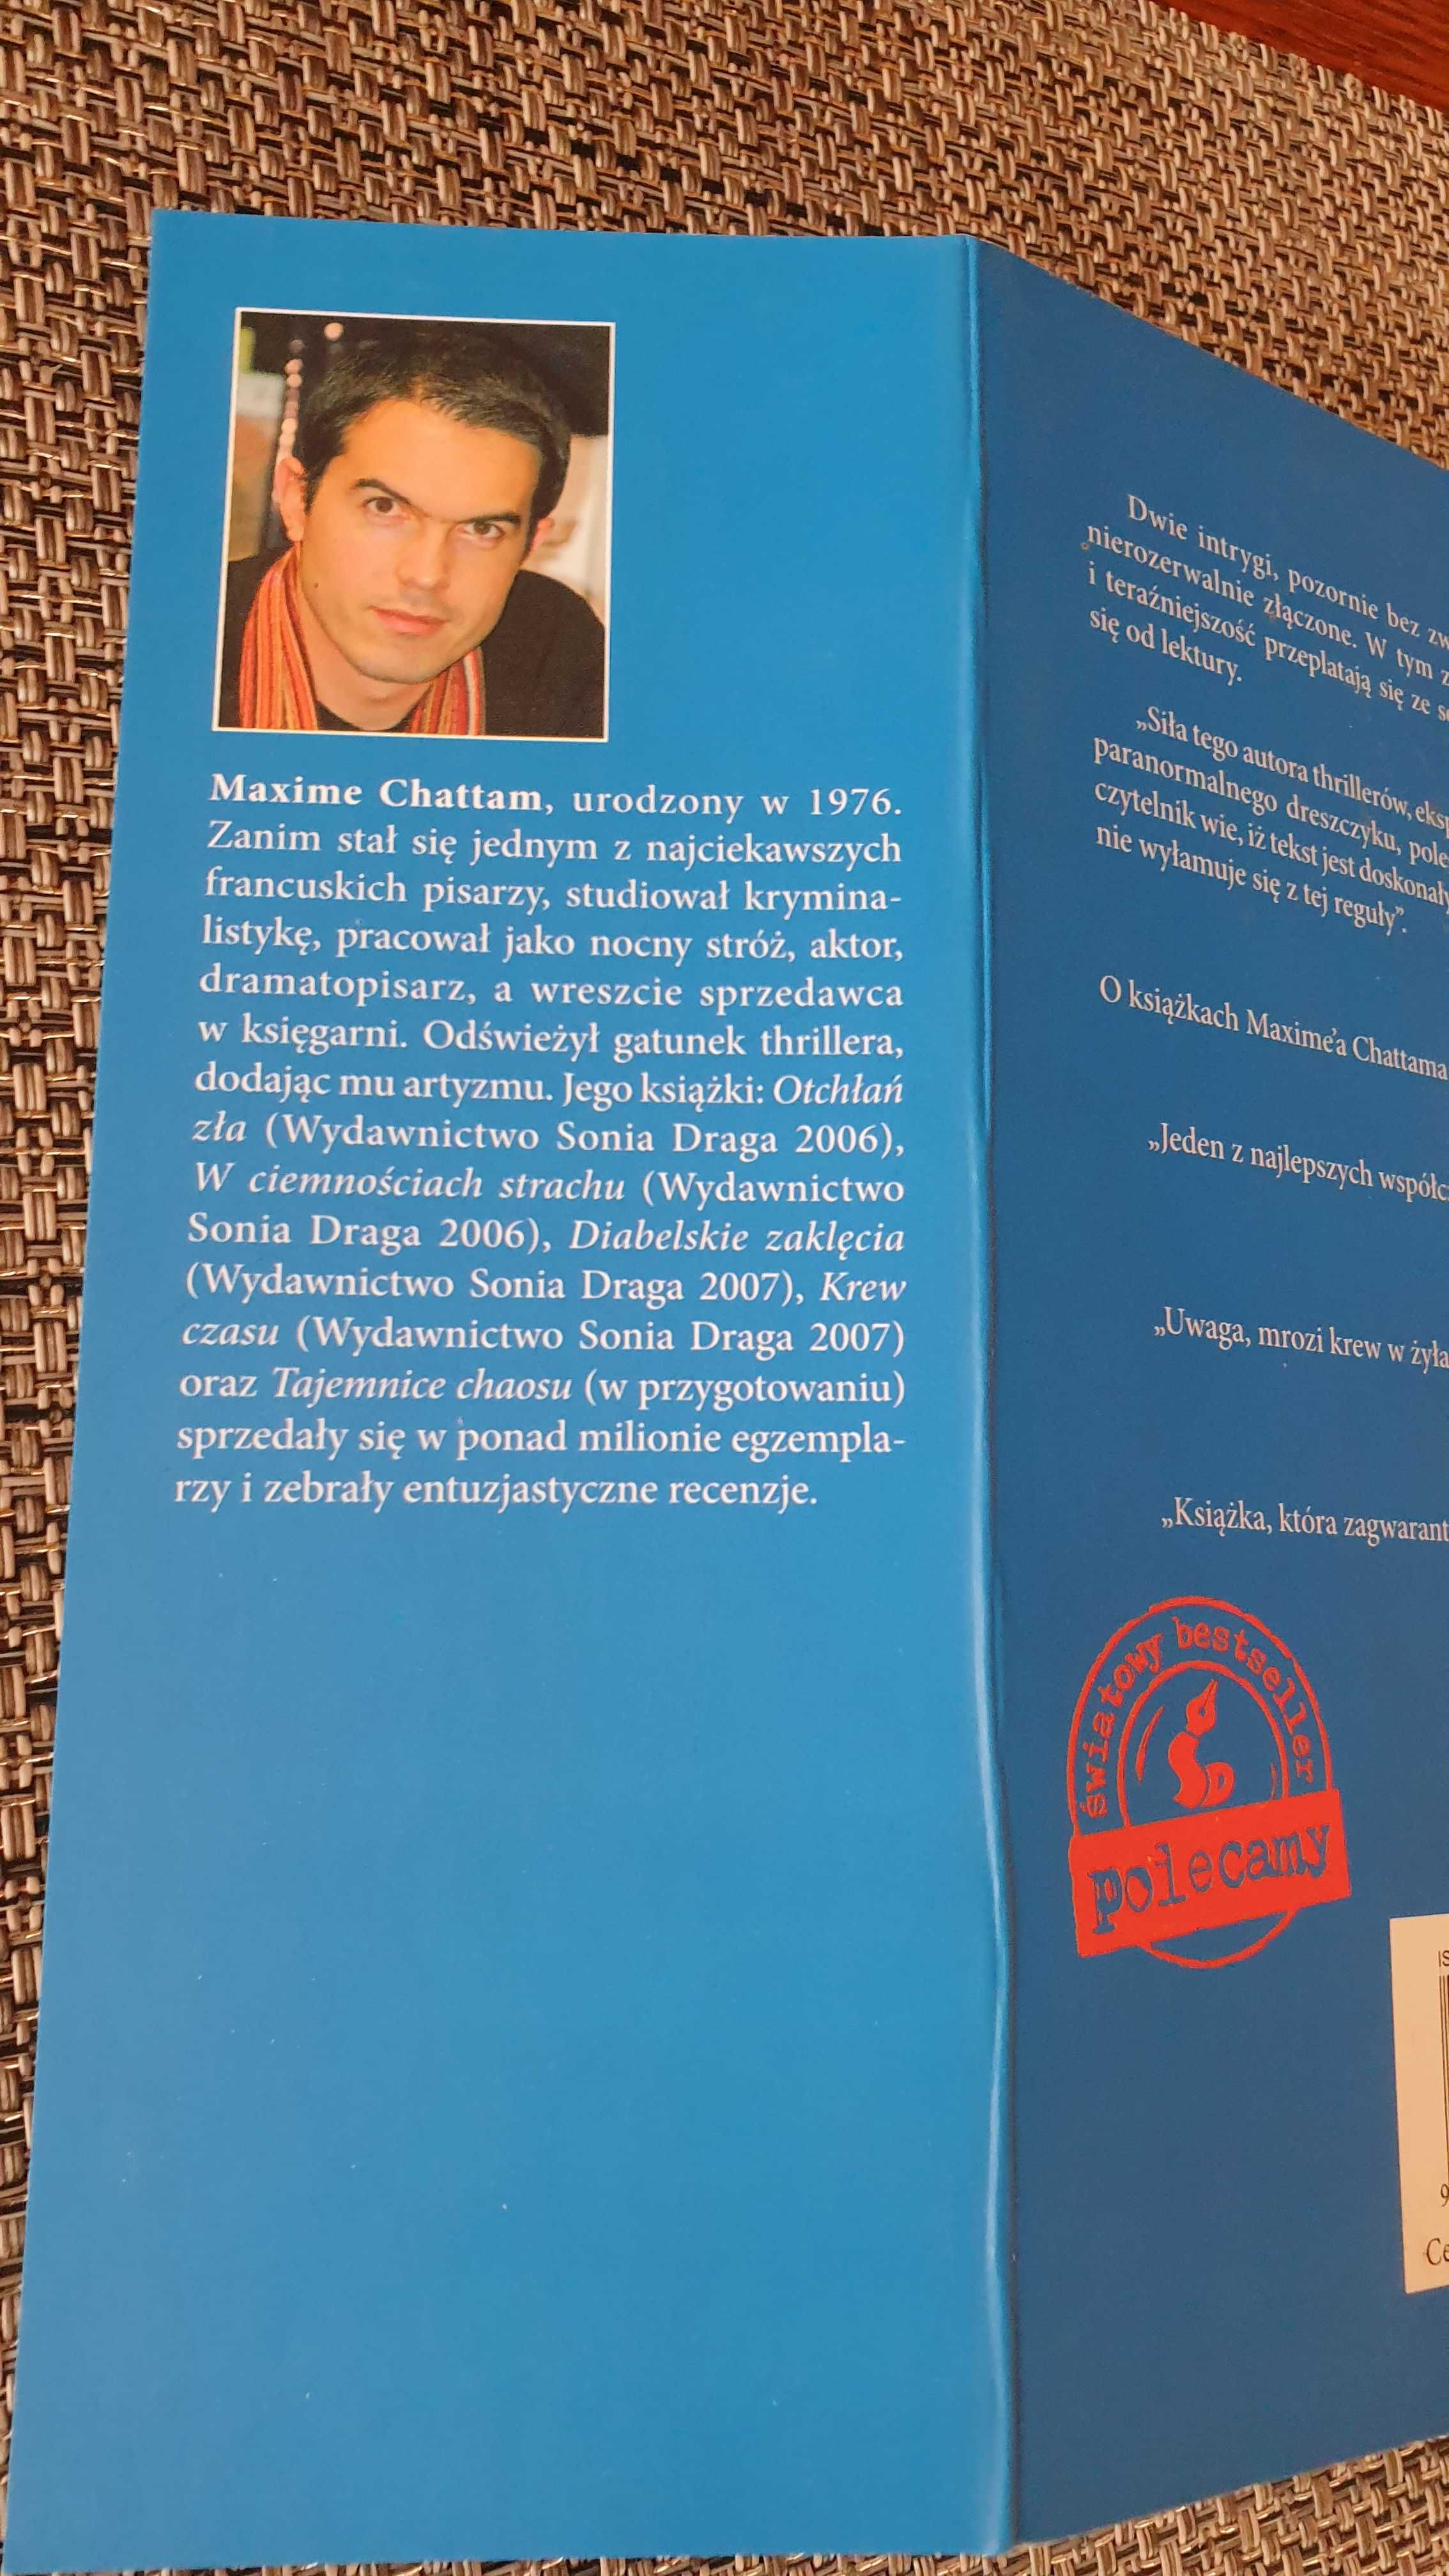 Maxime Chattam, urodzony w 1976.
Zanim stał się jednym z najciekawszych
francuskich pisarzy, studiował krymina-
listykę, pracował jako nocny stróż, aktor,
dramatopisarz, a wreszcie sprzedawca
w księgarni. Odświeżył gatunek thrillera,
dodając mu artyzmu. Jego książki: Otchłań
zła (Wydawnictwo Sonia Draga 2006),
W ciemnościach strachu (Wydawnictwo
Sonia Draga 2006), Diabelskie zaklęcia
(Wydawnictwo Sonia Draga 2007), Krew
czasu (Wydawnictwo Sonia Draga 2007)
oraz Tajemnice chaosu (w przygotowaniu)
sprzedały się w ponad milionie egzempla-
rzy i zebrały entuzjastyczne recenzje.
Dwie intrygi, pozornie bez
nierozerwalnie złączone. W tym
i teraźniejszość przeplatają się ze
się od lektury.
„Siła tego autora thrillerów,
paranormalnego dreszczyku,
czytelnik wie, iż tekst jest
nie wyłamuje się z tej reguły”.
O książkach Maxime'a Chattama
„Jeden z najlepszych
„Uwaga, mrozi krew w
„Książka, która
światowy bestseller
SD
polecamy